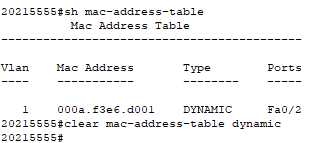 20215555#sh mac-address-table
Mac Address Table
-------------------------------------------
Vlan Mac Address Type Ports
---- ----------- -------- -----
1 000a.f3e6.d001 DYNAMIC Fa0/2
20215555#clear mac-address-table dynamic
20215555#